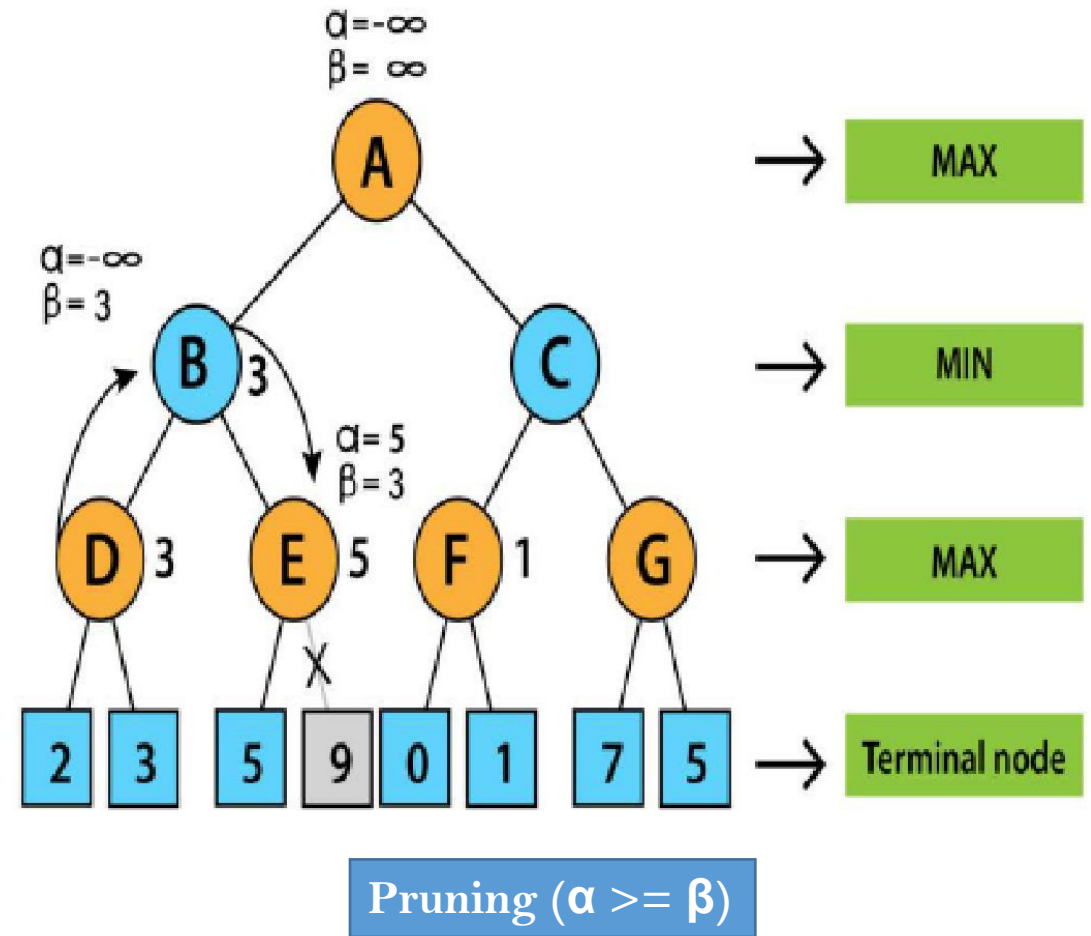 α=-∞
β= ∞
A
MAX
α=-∞
β= 3
B
3
C
MIN
α= 5
β= 3
D
3
E
5
F
1
G
MAX
X
2
3
5
9
0
1
7
5
Terminal node
Pruning (α >= β)